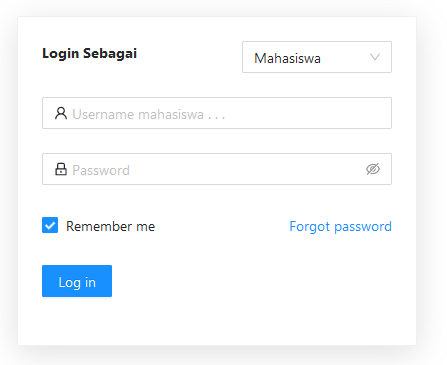 Login Sebagai Mahasiswa
Username mahasiswa . . .
Password
Remember me Forgot password
Log in